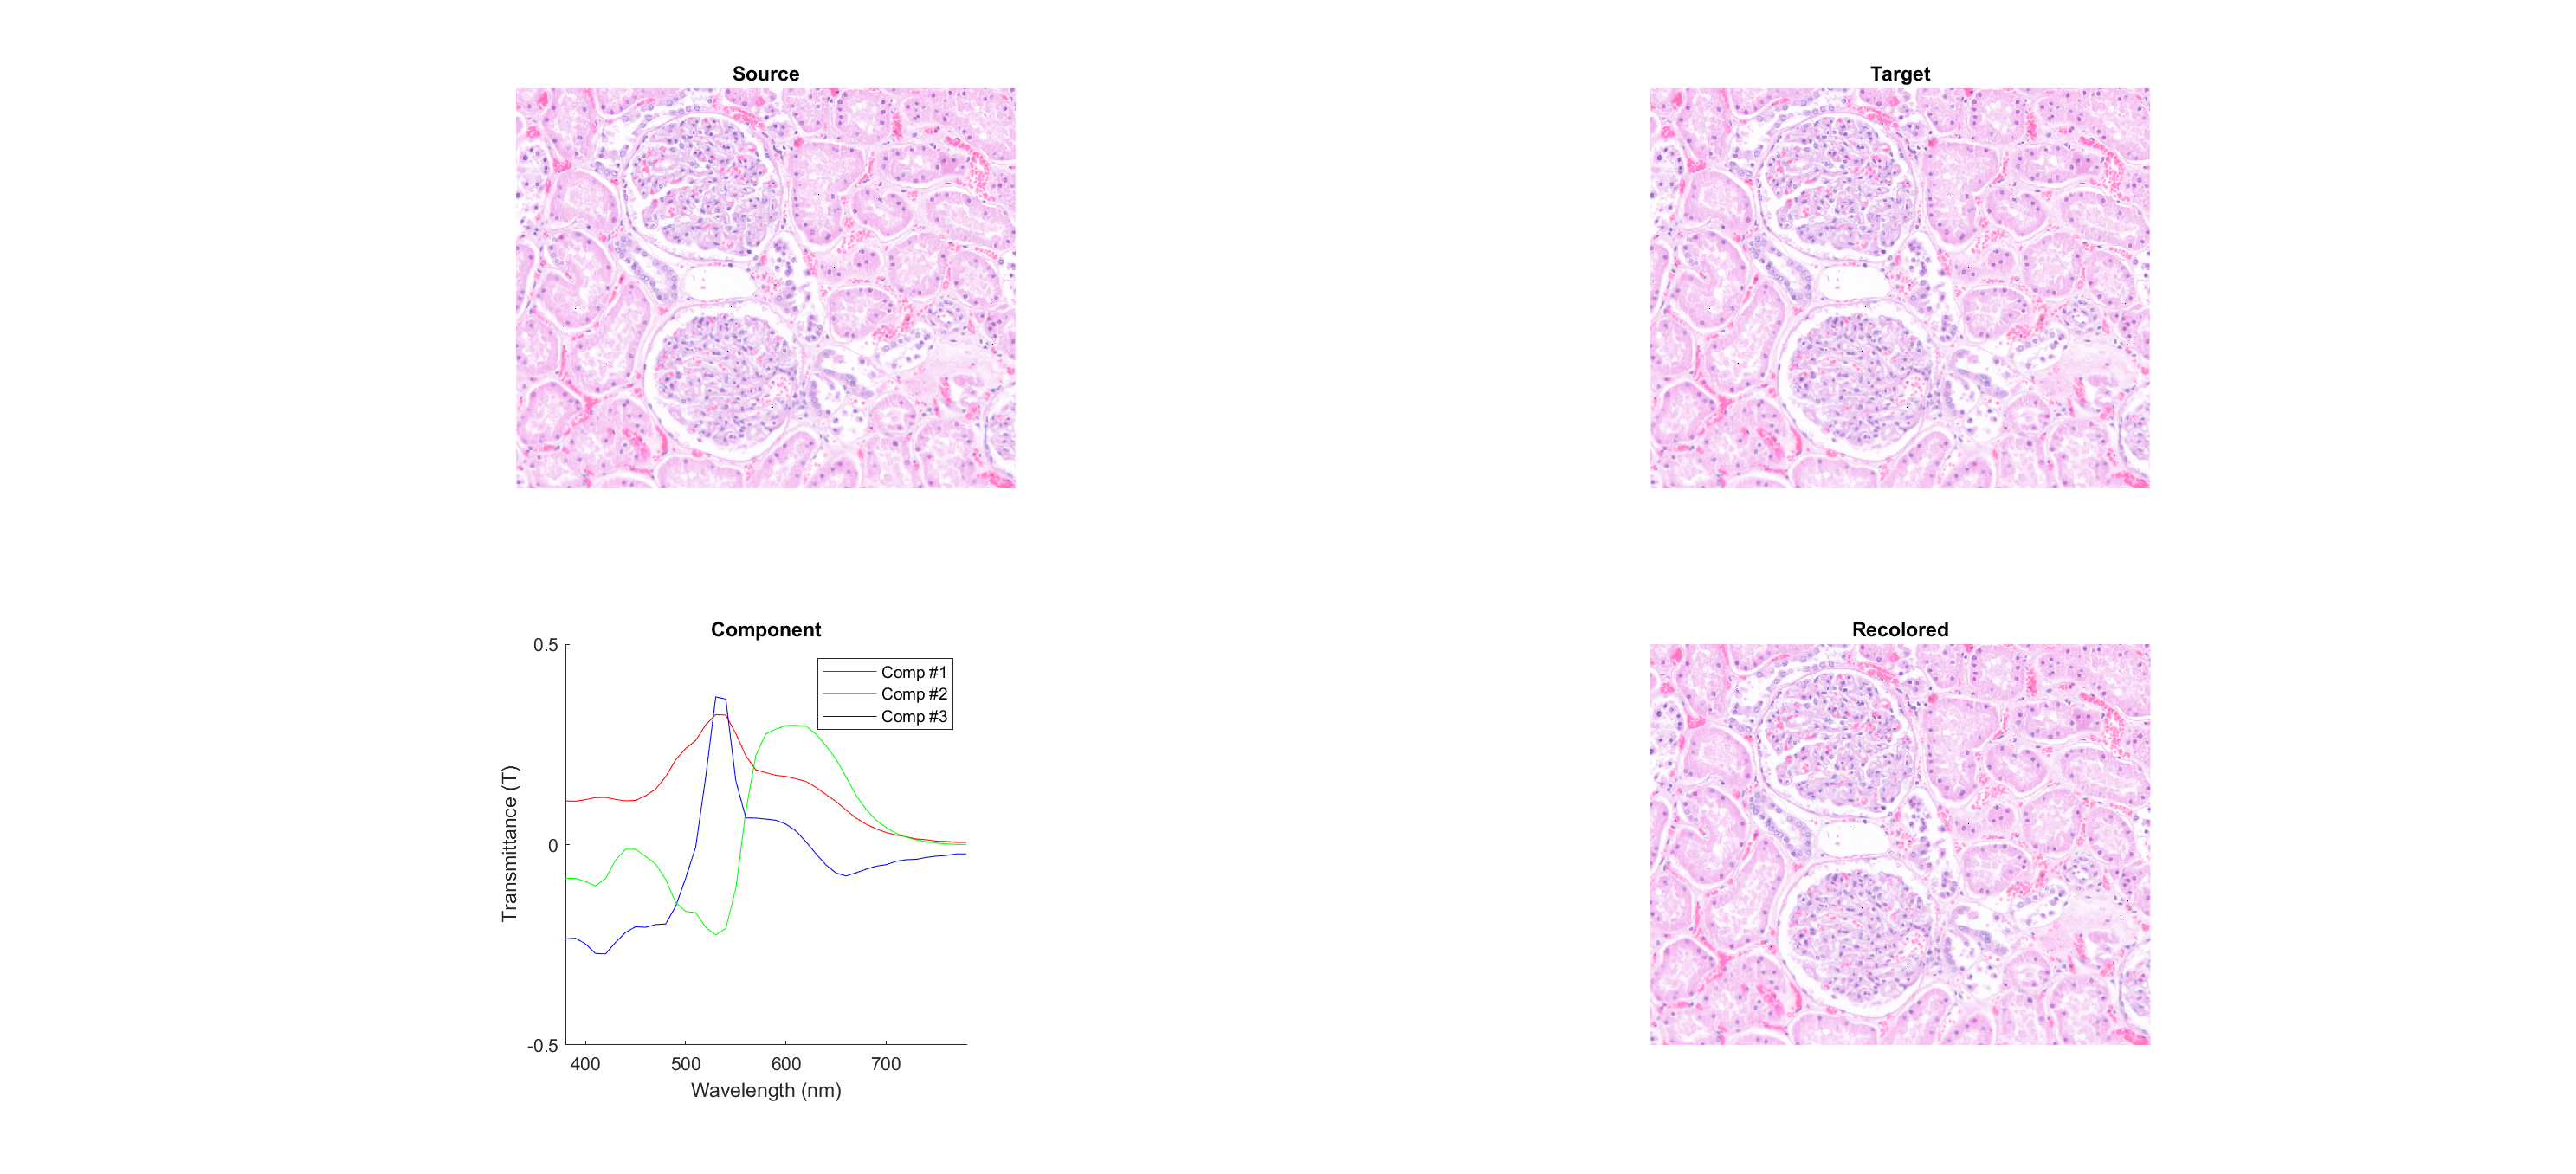 Source
Target
Component
0.5
0
-0.5
Transmittance (T)
400 500 600 700
Wavelength (nm)
Comp #1
Comp #2
Comp #3
Recolored